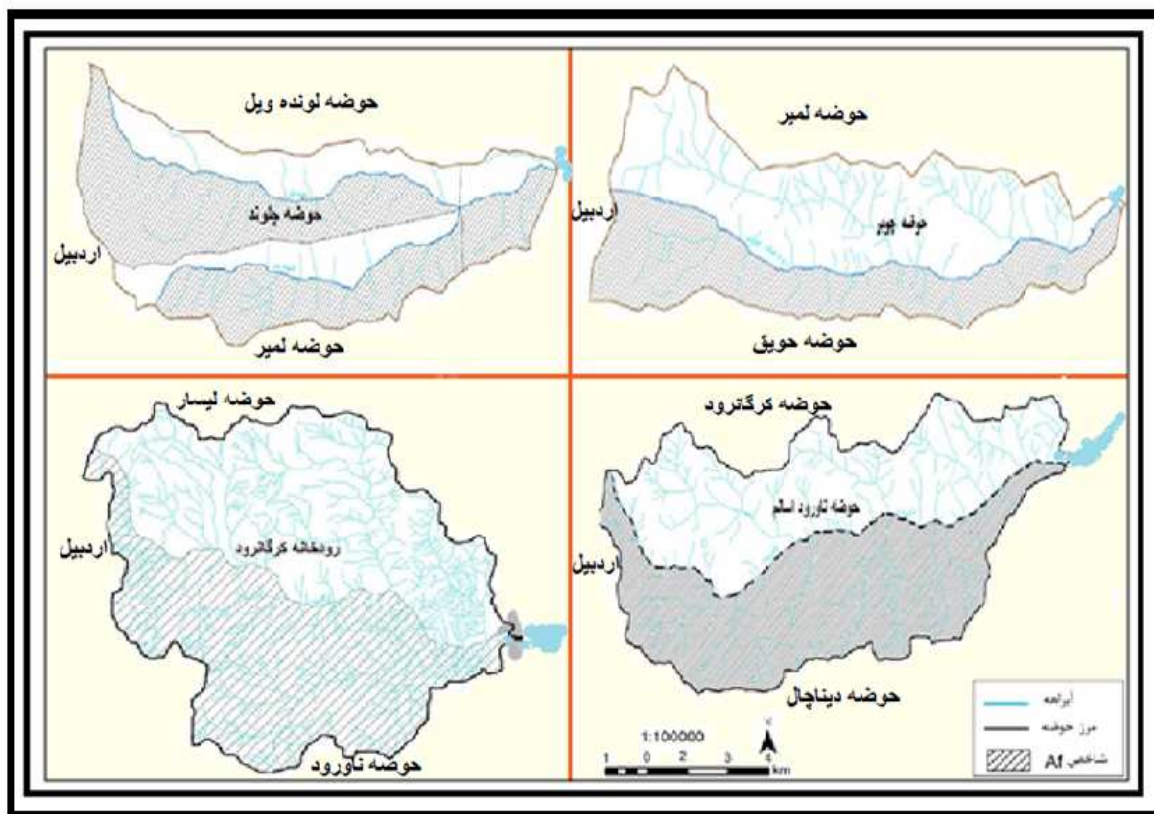 حوضه لونده ویل
حوضه چلوند
اردبیل
حوضه لمیر
حوضه لمیر
اردبیل
حوضه چوبر
حوضه حویق
حوضه لیسار
اردبیل
رودخانه کرگانرود
حوضه ناورود
حوضه کرگانرود
حوضه ناورود اسالم
اردبیل
حوضه دیناچال
آبراهه
مرز حوضه
شاخص Af
1:100000
1 0 2 3 4
km